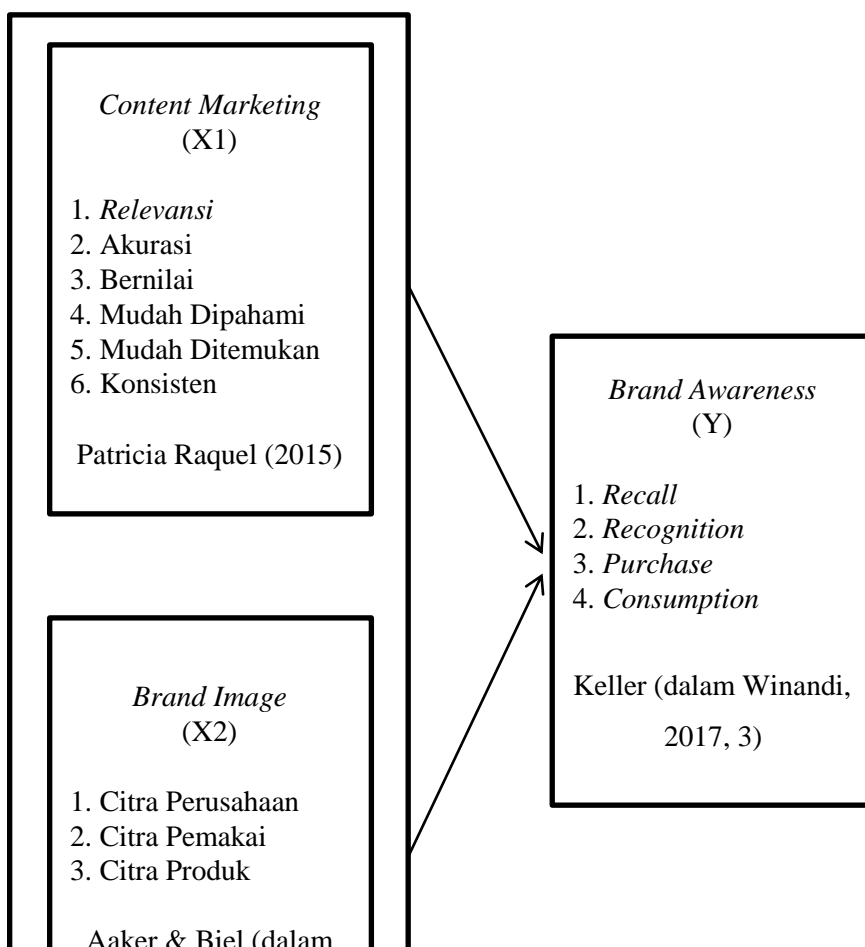 Content Marketing
(X1)
1. Relevansi
2. Akurasi
3. Bernilai
4. Mudah Dipahami
5. Mudah Ditemukan
6. Konsisten
Patricia Raquel (2015)
Brand Awareness
(Y)
1. Recall
2. Recognition
3. Purchase
4. Consumption
Keller (dalam Winandi,
2017, 3)
Brand Image
(X2)
1. Citra Perusahaan
2. Citra Pemakai
3. Citra Produk
Aaker & Biel (dalam